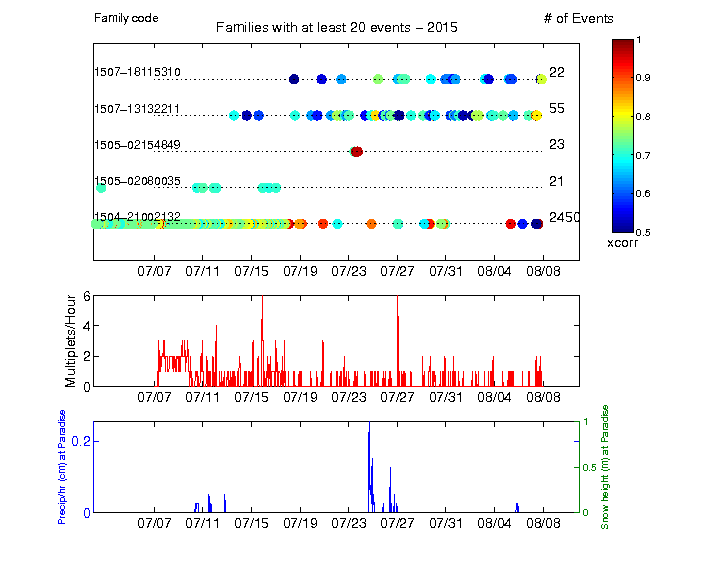 Family code
Families with at least 20 events − 2015
# of Events
1507−18115310
22
1507−13132211
55
1505−02154849
23
1505−02080035
21
1504−21002132
2450
07/07 07/11 07/15 07/19 07/23 07/27 07/31 08/04 08/08
1
0.9
0.8
0.7
0.6
0.5
xcorr
Multiplets/Hour
6
4
2
0
07/07 07/11 07/15 07/19 07/23 07/27 07/31 08/04 08/08
Precip/hr (cm) at Paradise
0.2
0
1
0.5
0
Snow height (m) at Paradise
07/07 07/11 07/15 07/19 07/23 07/27 07/31 08/04 08/08